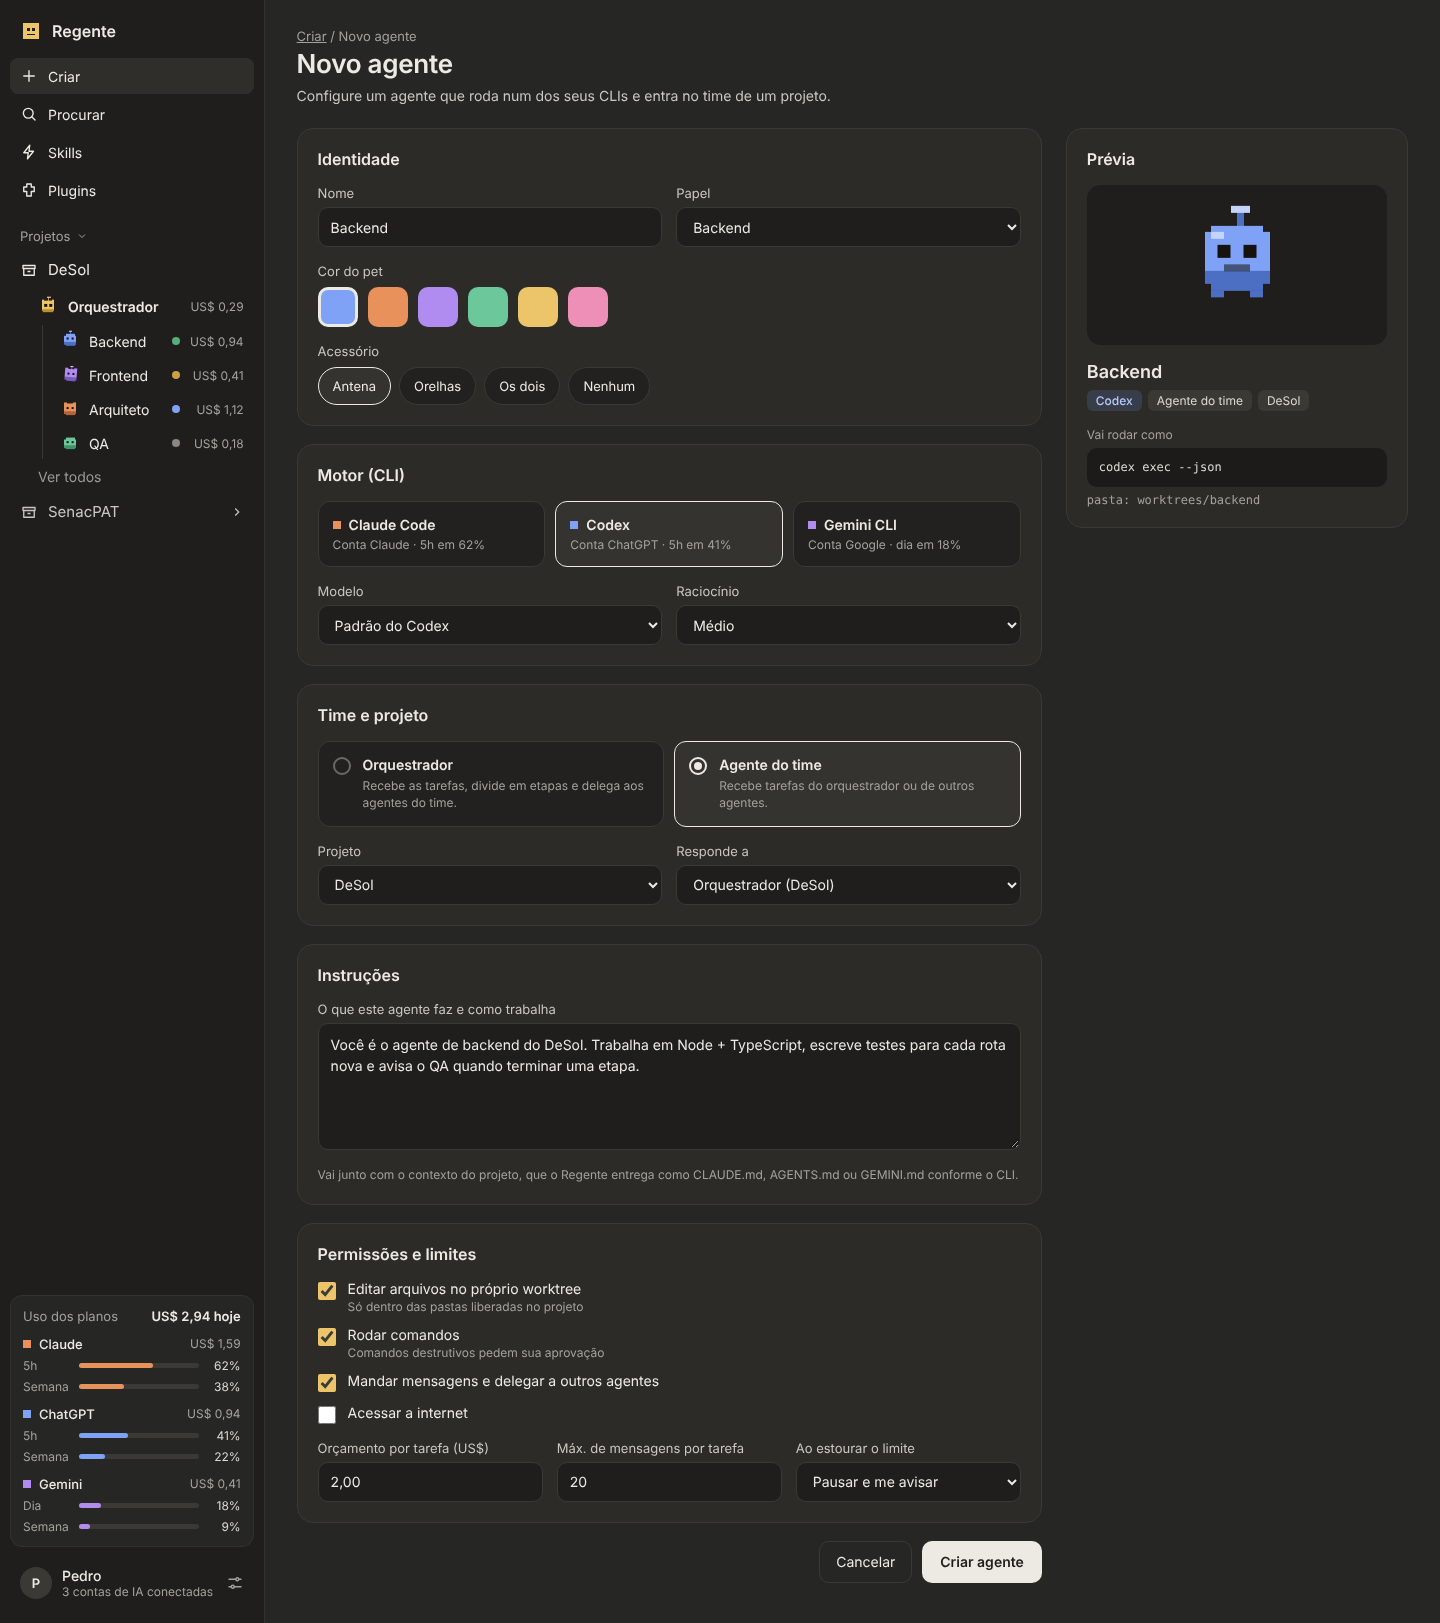 Regente
Criar
Procurar
Skills
Plugins
Projetos
DeSol
Orquestrador US$ 0,29
Backend US$ 0,94
Frontend US$ 0,41
Arquiteto US$ 1,12
QA US$ 0,18
Ver todos
SenacPAT
Uso dos planos US$ 2,94 hoje
Claude US$ 1,59
5h 62%
Semana 38%
ChatGPT US$ 0,94
5h 41%
Semana 22%
Gemini US$ 0,41
Dia 18%
Semana 9%
P
Pedro
3 contas de IA conectadas
Criar / Novo agente
Novo agente
Configure um agente que roda num dos seus CLIs e entra no time de um projeto.
Identidade
Nome Papel
Backend Backend
Cor do pet
Acessório
Antena Orelhas Os dois Nenhum
Motor (CLI)
Claude Code Codex Gemini CLI
Conta Claude · 5h em 62% Conta ChatGPT · 5h em 41% Conta Google · dia em 18%
Modelo Raciocínio
Padrão do Codex Médio
Time e projeto
Orquestrador
Recebe as tarefas, divide em etapas e delega aos
agentes do time.
Agente do time
Recebe tarefas do orquestrador ou de outros
agentes.
Projeto Responde a
DeSol Orquestrador (DeSol)
Instruções
O que este agente faz e como trabalha
Você é o agente de backend do DeSol. Trabalha em Node + TypeScript, escreve testes para cada rota
nova e avisa o QA quando terminar uma etapa.
Vai junto com o contexto do projeto, que o Regente entrega como CLAUDE.md, AGENTS.md ou GEMINI.md conforme o CLI.
Permissões e limites
Editar arquivos no próprio worktree
Só dentro das pastas liberadas no projeto
Rodar comandos
Comandos destrutivos pedem sua aprovação
Mandar mensagens e delegar a outros agentes
Acessar a internet
Orçamento por tarefa (US$) Máx. de mensagens por tarefa Ao estourar o limite
2,00 20 Pausar e me avisar
Cancelar Criar agente
Prévia
Backend
Codex Agente do time DeSol
Vai rodar como
codex exec --json
pasta: worktrees/backend